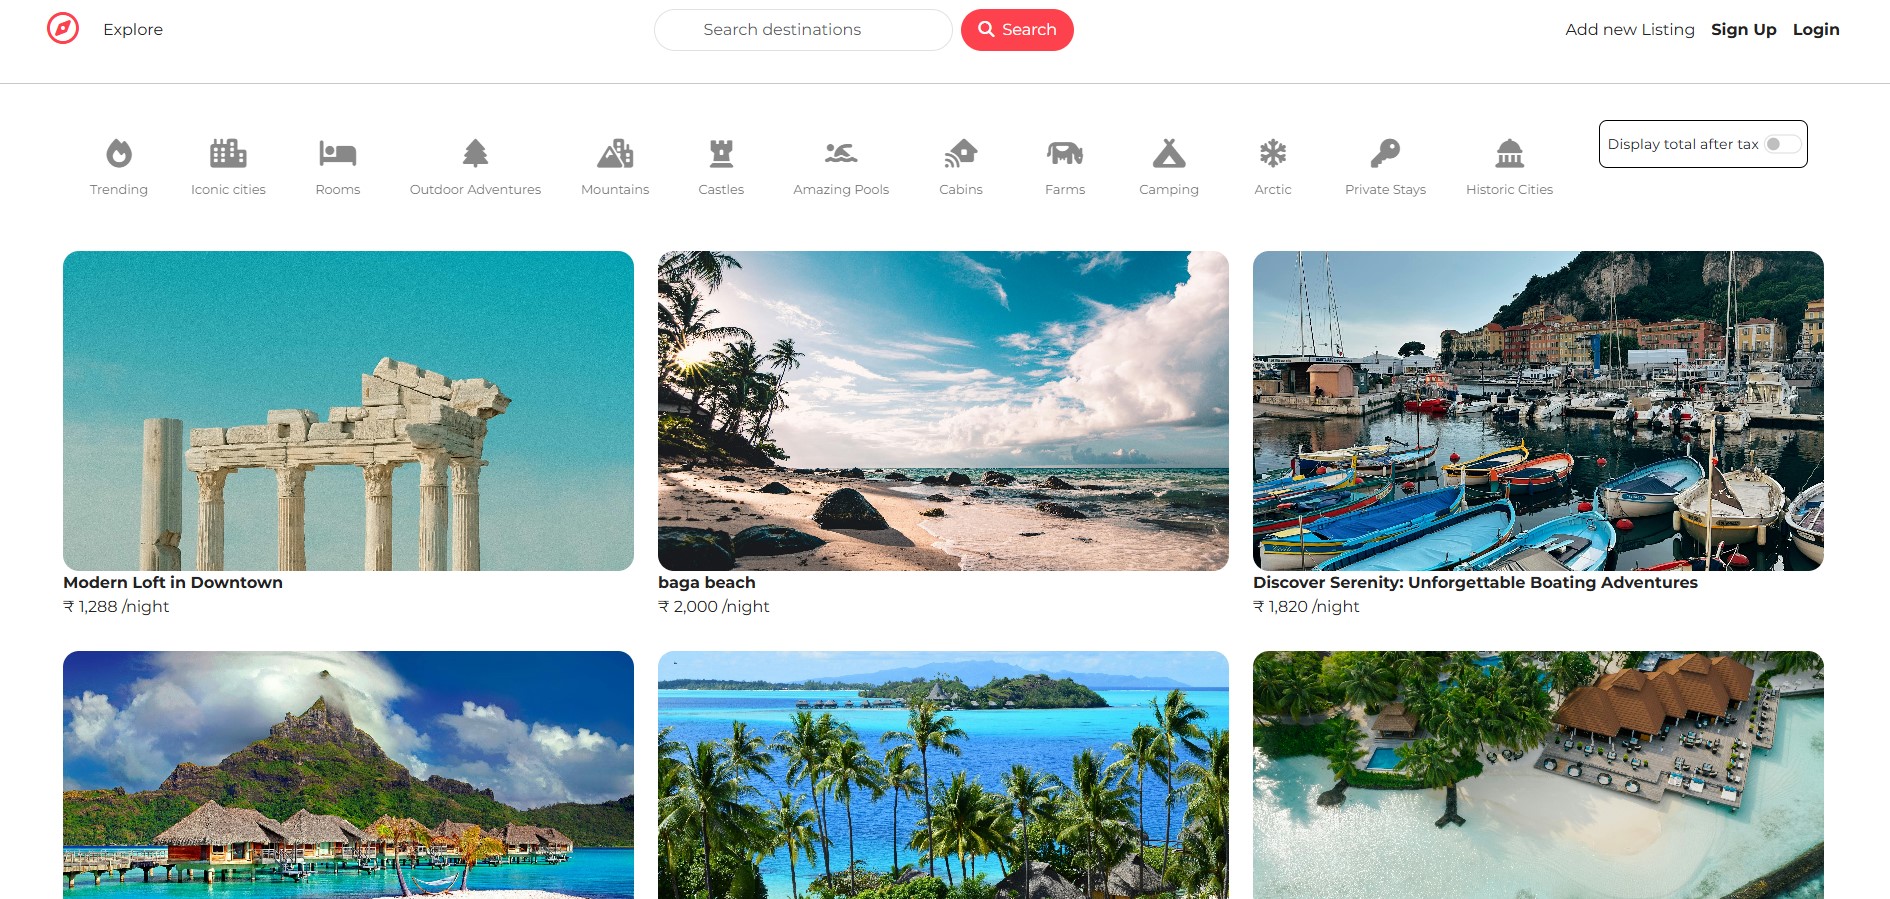 Explore
Search destinations
Search
Add new Listing
Sign Up
Login
Trending
Iconic cities
Rooms
Outdoor Adventures
Mountains
Castles
Amazing Pools
Cabins
Farms
Camping
Arctic
Private Stays
Historic Cities
Display total after tax
Modern Loft in Downtown
₹ 1,288 /night
baga beach
₹ 2,000 /night
Discover Serenity: Unforgettable Boating Adventures
₹ 1,820 /night